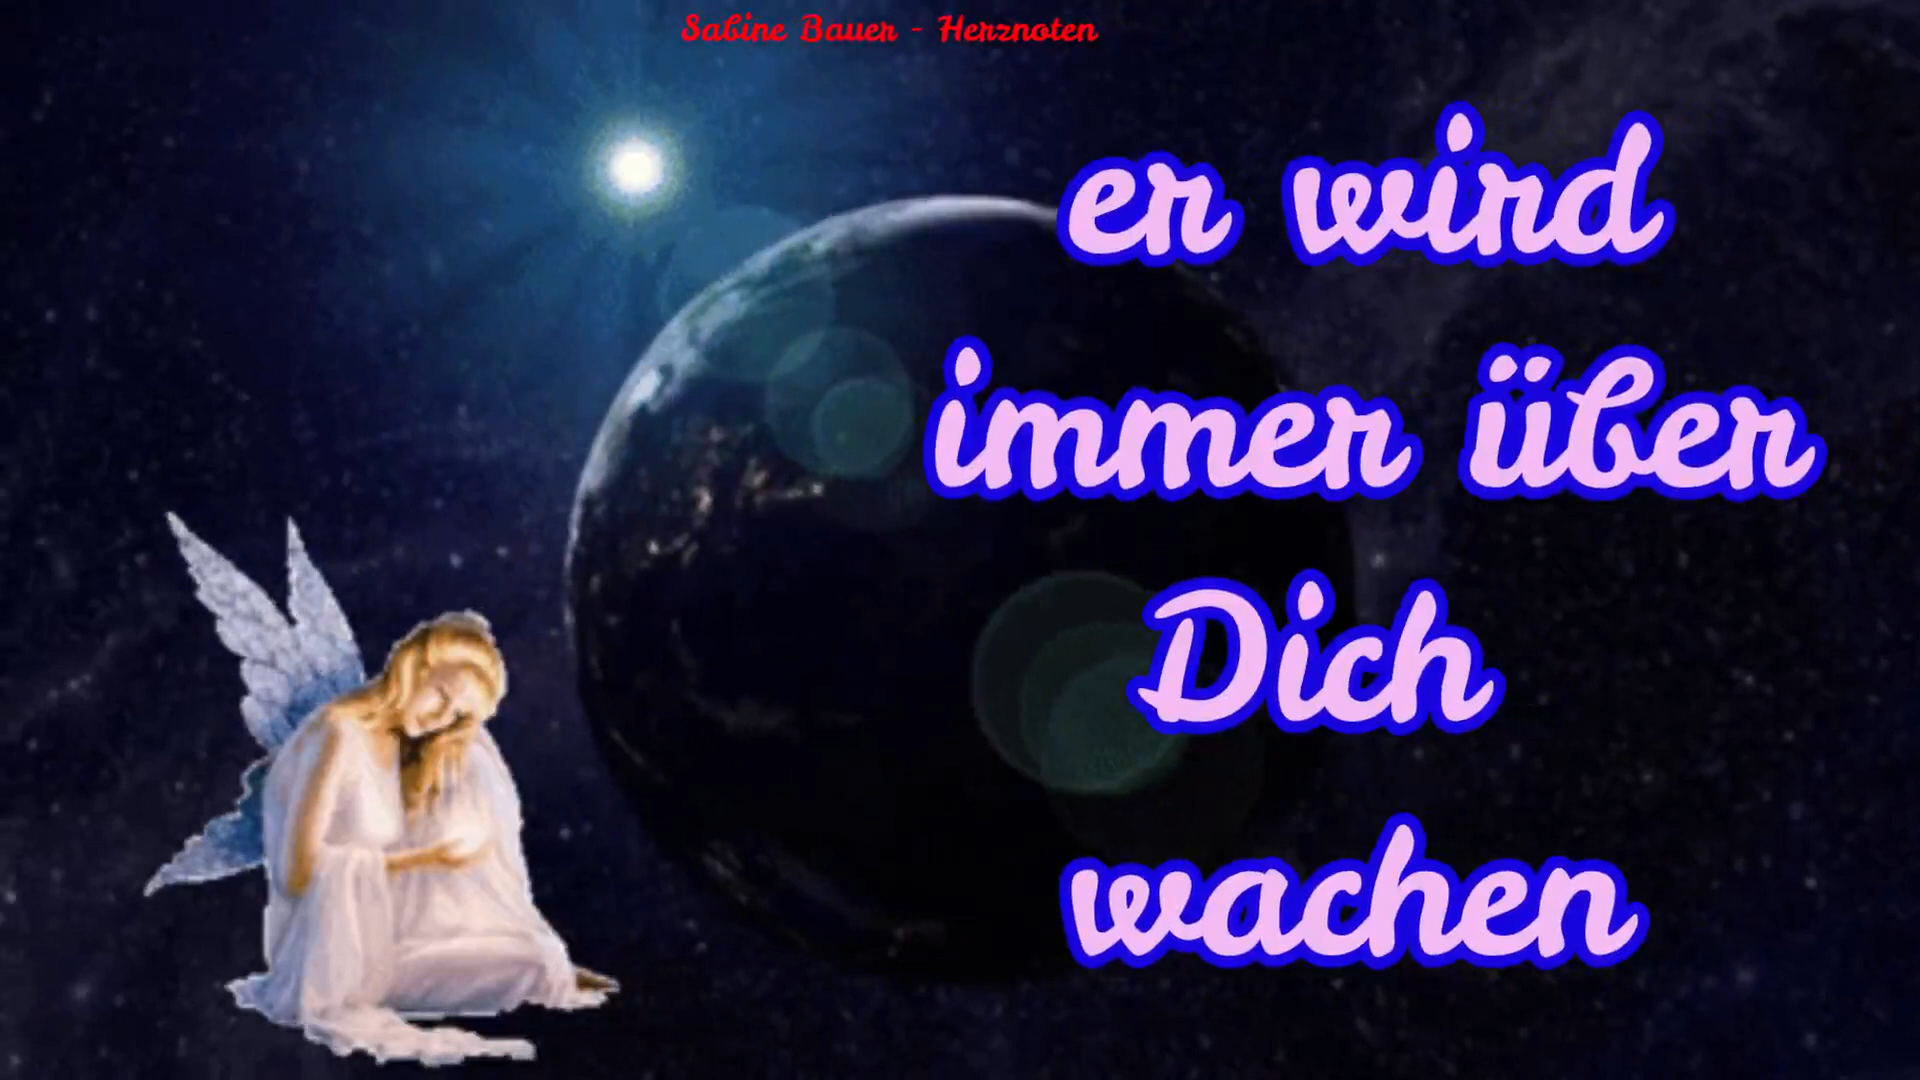 Sabine Bauer - Herznoten
er wird
immer über
Dich
wachen